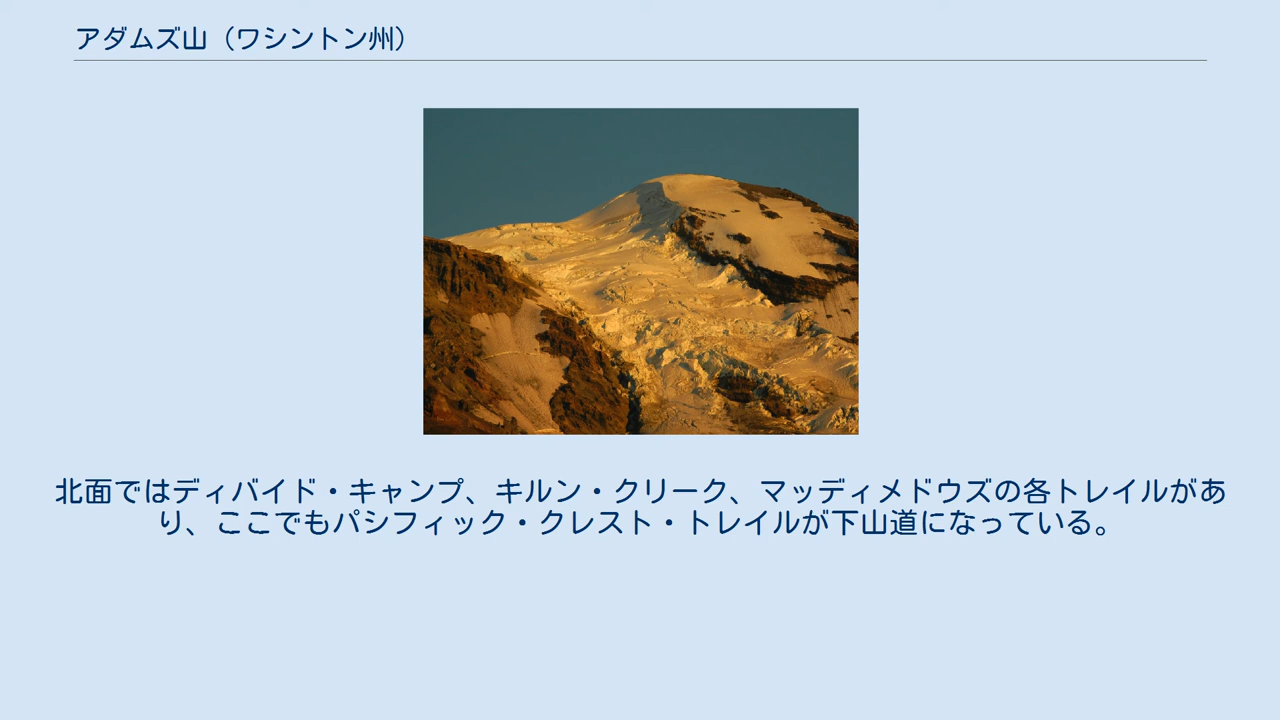 アダムズ山（ワシントン州）
北面ではディバイド・キャンプ、キルン・クリーク、マッディメドウズの各トレイルがあ
り、ここでもパシフィック・クレスト・トレイルが下山道になっている。